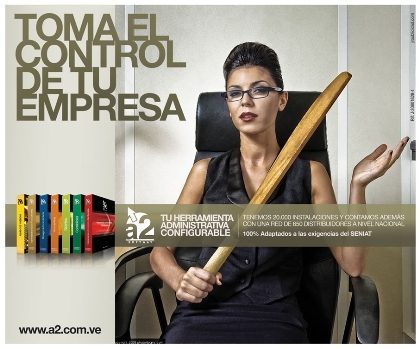 TOMA EL
CONTROL
DE TU
EMPRESA
a2
TU HERRAMIENTA
ADMINISTRATIVA
CONFIGURABLE
TENEMOS 20.000 INSTALACIONES Y CONTAMOS ADEMÁS
CON UNA RED DE 850 DISTRIBUIDORES A NIVEL NACIONAL
100% Adaptados a las exigencias del SENIAT
www.a2.com.ve